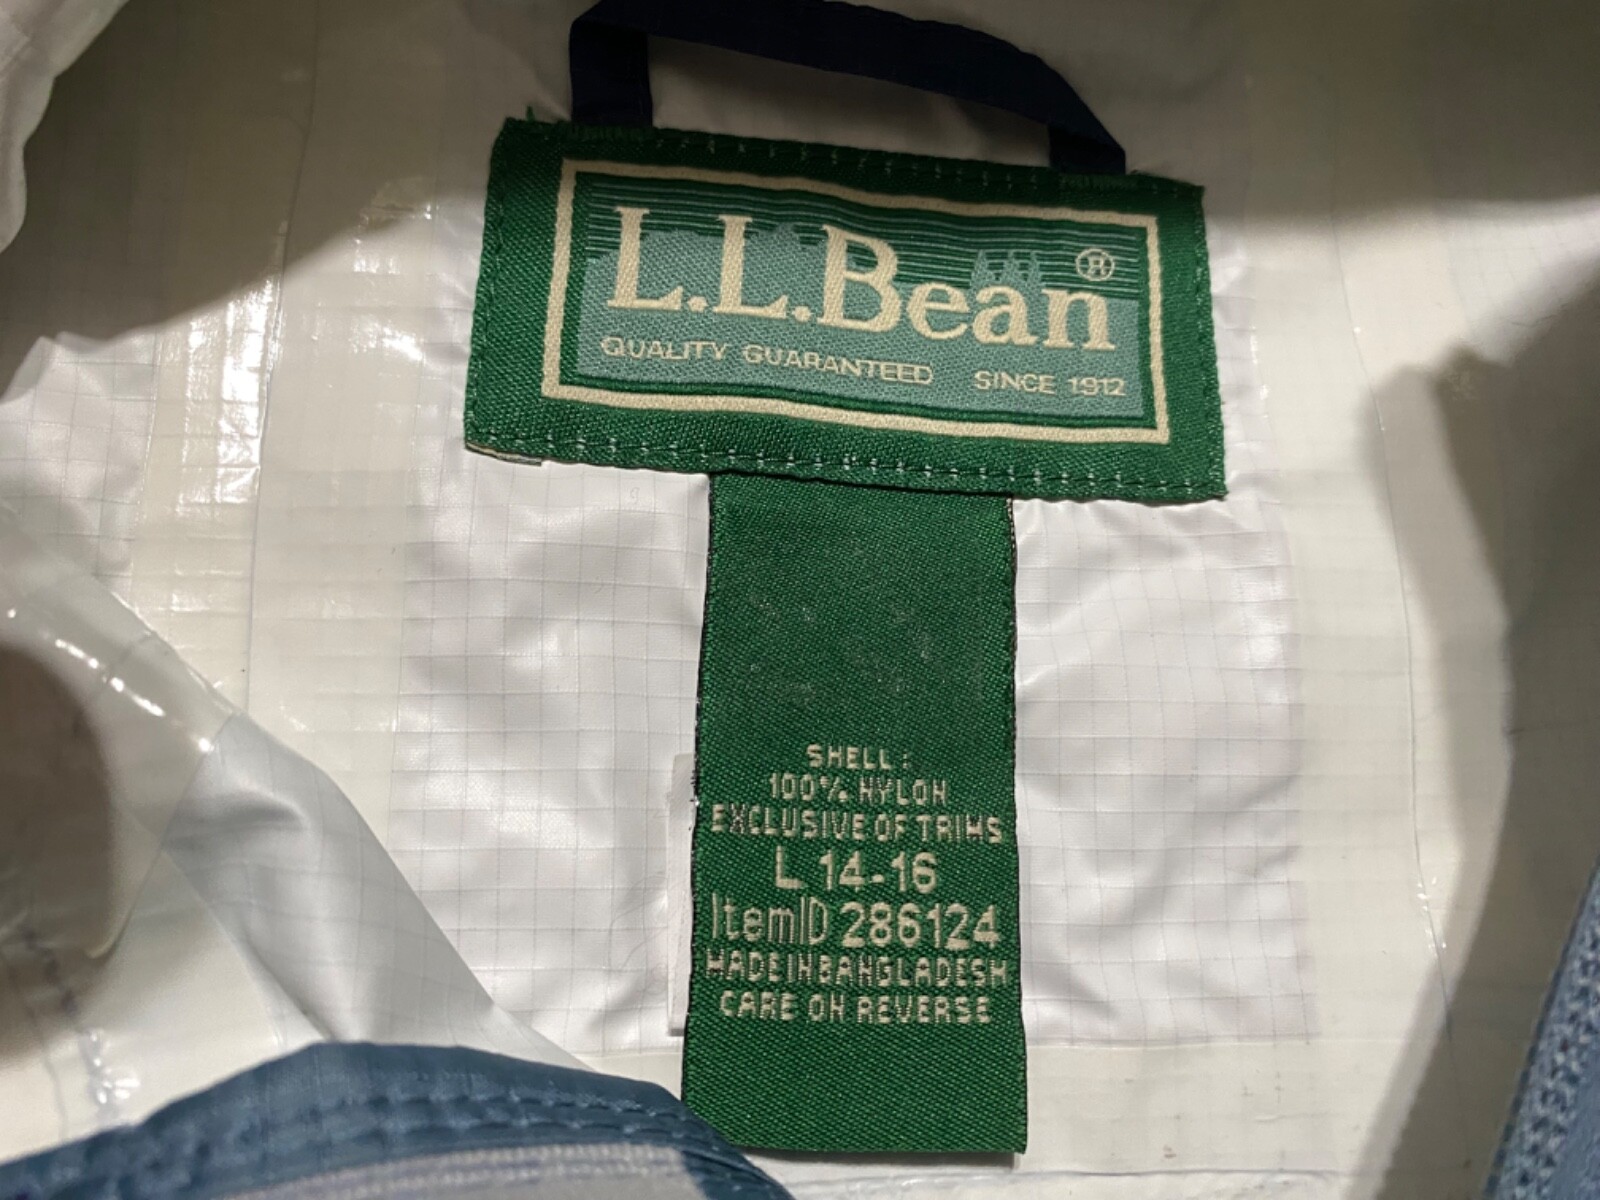 L.L.Bean®
QUALITY GUARANTEED SINCE 1912
SHELL:
100% NYLON
EXCLUSIVE OF TRIMS
L 14-16
ItemID 286124
MADE IN BANGLADESH
CARE ON REVERSE